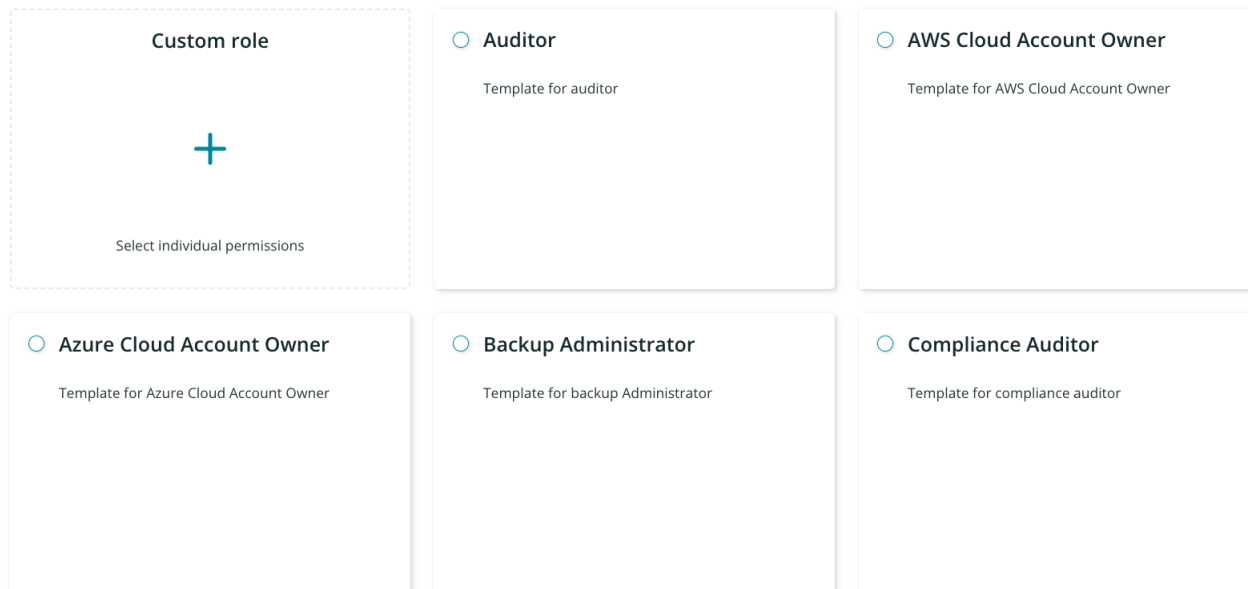 Custom role
Select individual permissions
Auditor
Template for auditor
AWS Cloud Account Owner
Template for AWS Cloud Account Owner
Azure Cloud Account Owner
Template for Azure Cloud Account Owner
Backup Administrator
Template for backup Administrator
Compliance Auditor
Template for compliance auditor